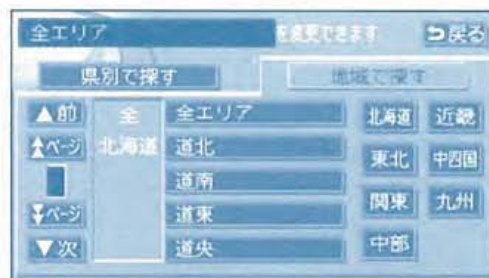 全エリア を変更できます 戻る
県別で探す 地域で探す
▲前 全 全エリア 北海道 近畿
ページ 北海道 道北 東北 中四国
道南
ページ 道東 関東 九州
▼次 道央 中部